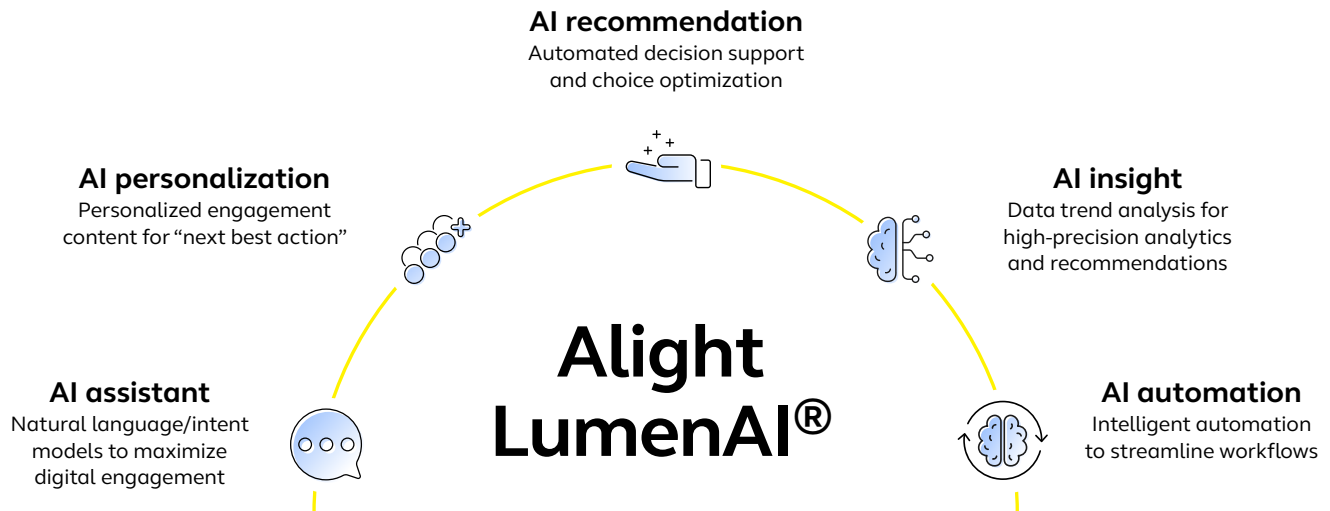 AI recommendation
Automated decision support
and choice optimization
AI personalization
Personalized engagement
content for “next best action”
AI insight
Data trend analysis for
high-precision analytics
and recommendations
Alight
LumenAI®
AI assistant
Natural language/intent
models to maximize
digital engagement
AI automation
Intelligent automation
to streamline workflows